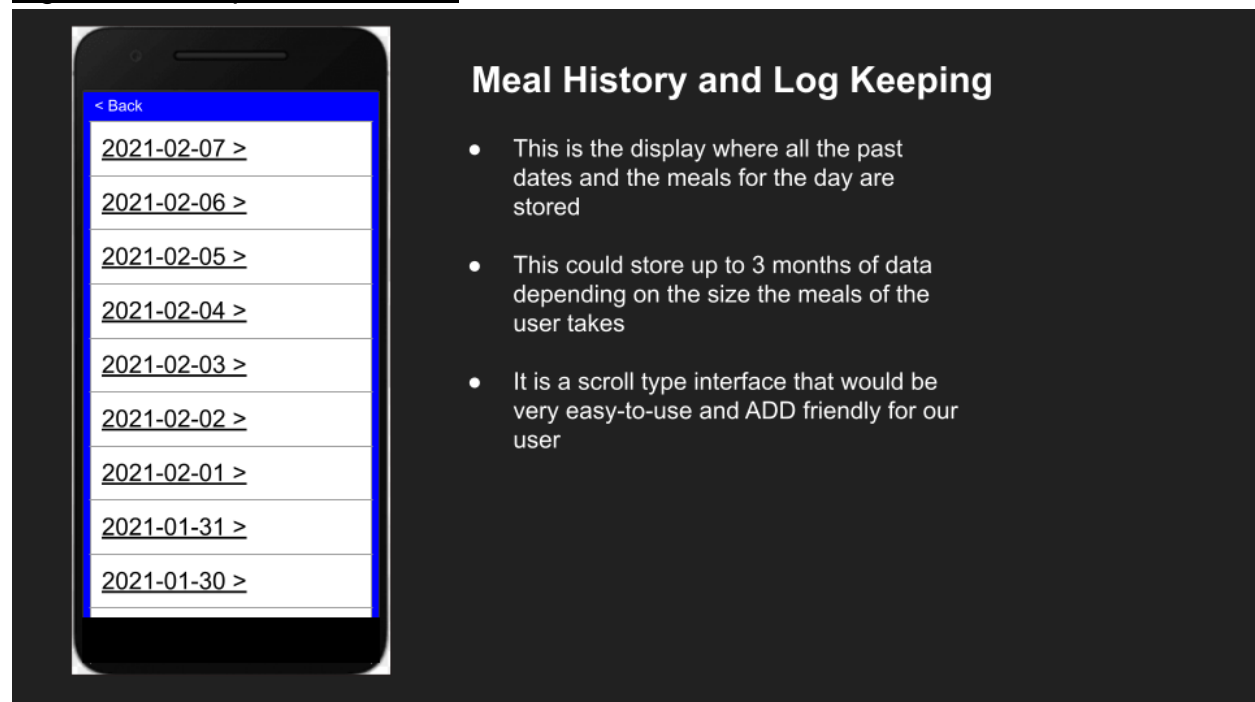 < Back
2021-02-07 >
2021-02-06 >
2021-02-05 >
2021-02-04 >
2021-02-03 >
2021-02-02 >
2021-02-01 >
2021-01-31 >
2021-01-30 >
Meal History and Log Keeping
● This is the display where all the past
dates and the meals for the day are
stored
● This could store up to 3 months of data
depending on the size the meals of the
user takes
● It is a scroll type interface that would be
very easy-to-use and ADD friendly for our
user